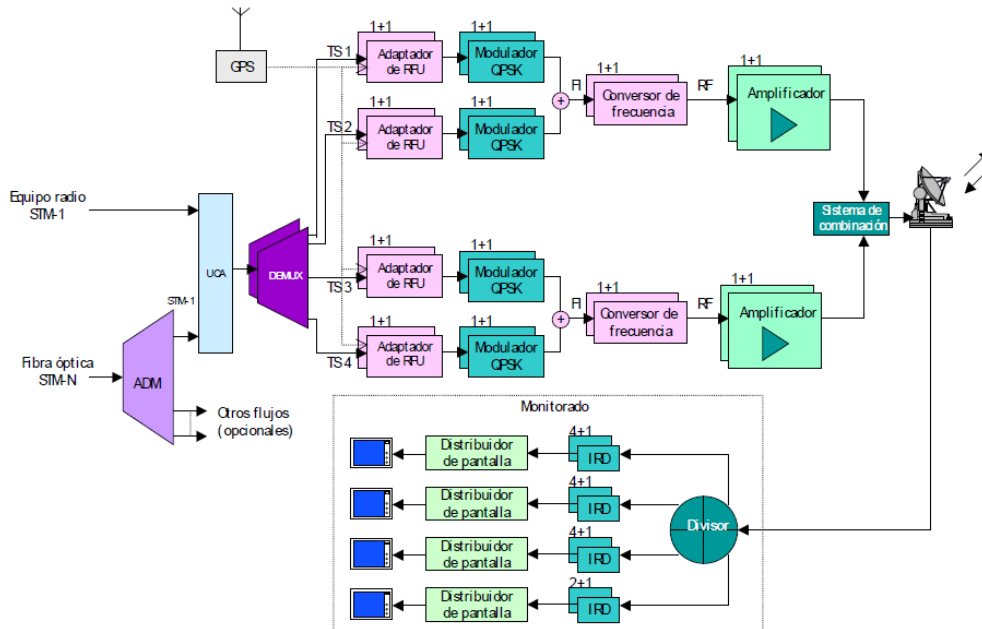 1+1
1+1
GPS
TS 1
Adaptador
de RFU
Modulador
QPSK
FI
1+1
Conversor de
frecuencia
RF
1+1
Amplificador
1+1
1+1
TS 2
Adaptador
de RFU
Modulador
QPSK
Equipo radio
STM-1
UCA
DEMUX
Sistema de
combinación
1+1
1+1
TS 3
Adaptador
de RFU
Modulador
QPSK
FI
1+1
Conversor de
frecuencia
RF
1+1
Amplificador
STM-1
1+1
1+1
TS 4
Adaptador
de RFU
Modulador
QPSK
Fibra óptica
STM-N
ADM
Otros flujos
(opcionales)
Monitorado
Distribuidor
de pantalla
4+1
IRD
Distribuidor
de pantalla
4+1
IRD
Divisor
Distribuidor
de pantalla
4+1
IRD
Distribuidor
de pantalla
2+1
IRD